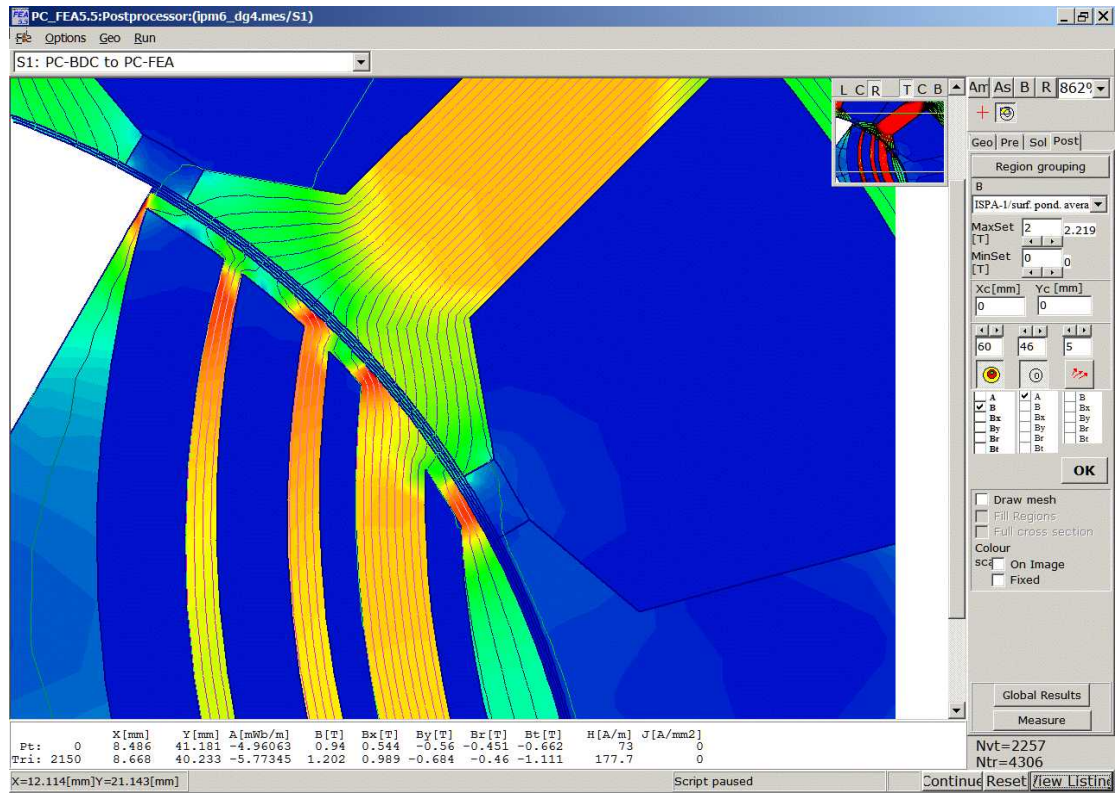 FEA 5.5 PC_FEA5.5:Postprocessor:(ipm6_dg4.mes/S1)
File Options Geo Run
S1: PC-BDC to PC-FEA
L C R T C B
Am As B R 862%
Geo Pre Sol Post
Region grouping
B
ISPA-1/surf. pond. avera
MaxSet [T] 2 2.219
MinSet [T] 0 0
Xc[mm] Yc [mm]
0 0
60 46 5
A A B
B B Bx
Bx Bx By
By By Br
Br Br Bt
Bt Bt
OK
Draw mesh
Fill Regions
Full cross section
Colour
On Image
Fixed
Global Results
Measure
X[mm] Y[mm] A[mWb/m] B[T] Bx[T] By[T] Br[T] Bt[T] H[A/m] J[A/mm2]
Pt: 0 8.486 41.181 -4.96063 0.94 0.544 -0.56 -0.451 -0.662 73 0
Tri: 2150 8.668 40.233 -5.77345 1.202 0.989 -0.684 -0.46 -1.111 177.7 0
Nvt=2257
Ntr=4306
X=12.114[mm]Y=21.143[mm] Script paused Continue Reset View Listing